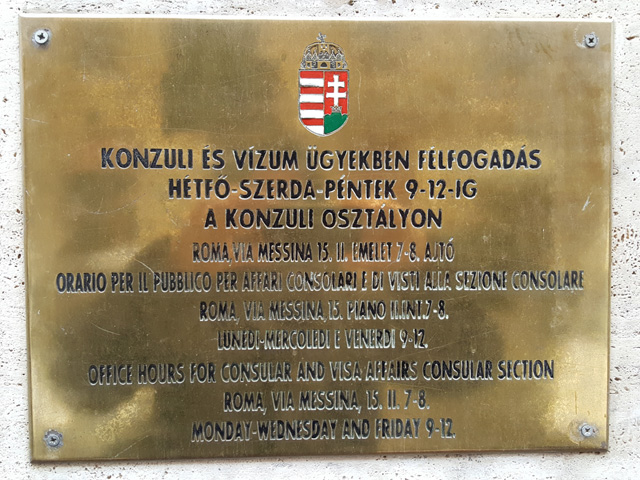 KONZULI ÉS VÍZUM ÜGYEKBEN FÉLFOGADÁS
HÉTFŐ-SZERDA-PÉNTEK 9-12-IG
A KONZULI OSZTÁLYON
ROMA, VIA MESSINA 15. II. EMELET 7-8. AJTÓ
ORARIO PER IL PUBBLICO PER AFFARI CONSOLARI E DI VISTI ALLA SEZIONE CONSOLARE
ROMA, VIA MESSINA, 15. PIANO II.INT.7-8.
LUNEDI-MERCOLEDI E VENERDI 9-12.
OFFICE HOURS FOR CONSULAR AND VISA AFFAIRS CONSULAR SECTION
ROMA, VIA MESSINA, 15. II. 7-8.
MONDAY-WEDNESDAY AND FRIDAY 9-12.